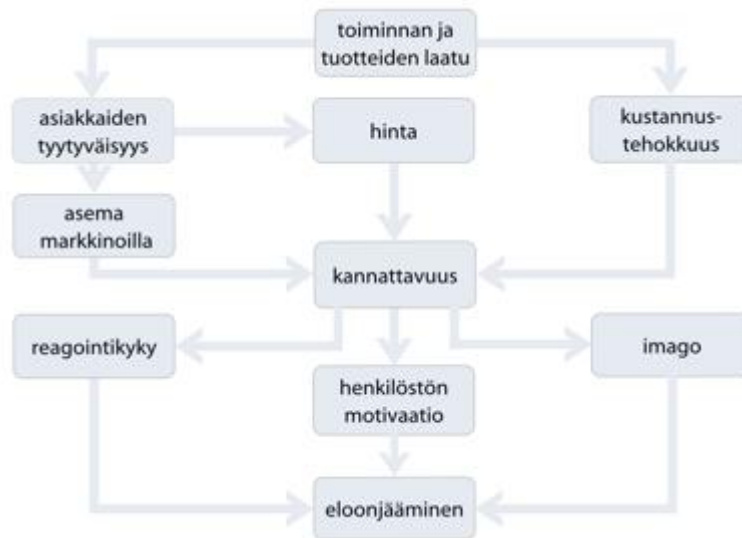 toiminnan ja
tuotteiden laatu
asiakkaiden
tyytyväisyys
hinta
kustannus-
tehokkuus
asema
markkinoilla
kannattavuus
reagointikyky
imago
henkilöstön
motivaatio
eloonjääminen